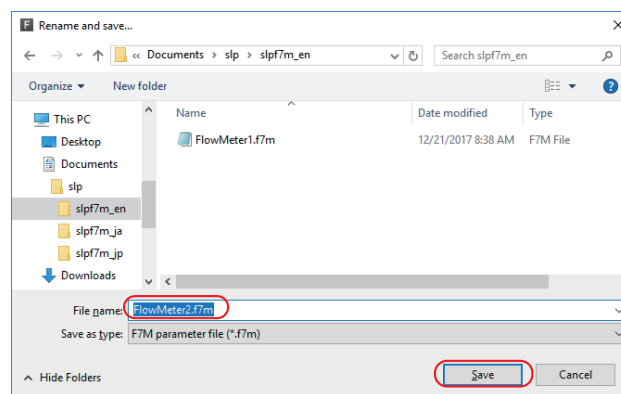 F Rename and save...
« Documents › slp › slpf7m_en
Search slpf7m_en
Organize
New folder
?
This PC
Desktop
Documents
slp
slpf7m_en
slpf7m_ja
slpf7m_jp
Downloads
Name Date modified Type
FlowMeter1.f7m 12/21/2017 8:38 AM F7M File
File name: FlowMeter2.f7m
Save as type: F7M parameter file (*.f7m)
Hide Folders
Save
Cancel